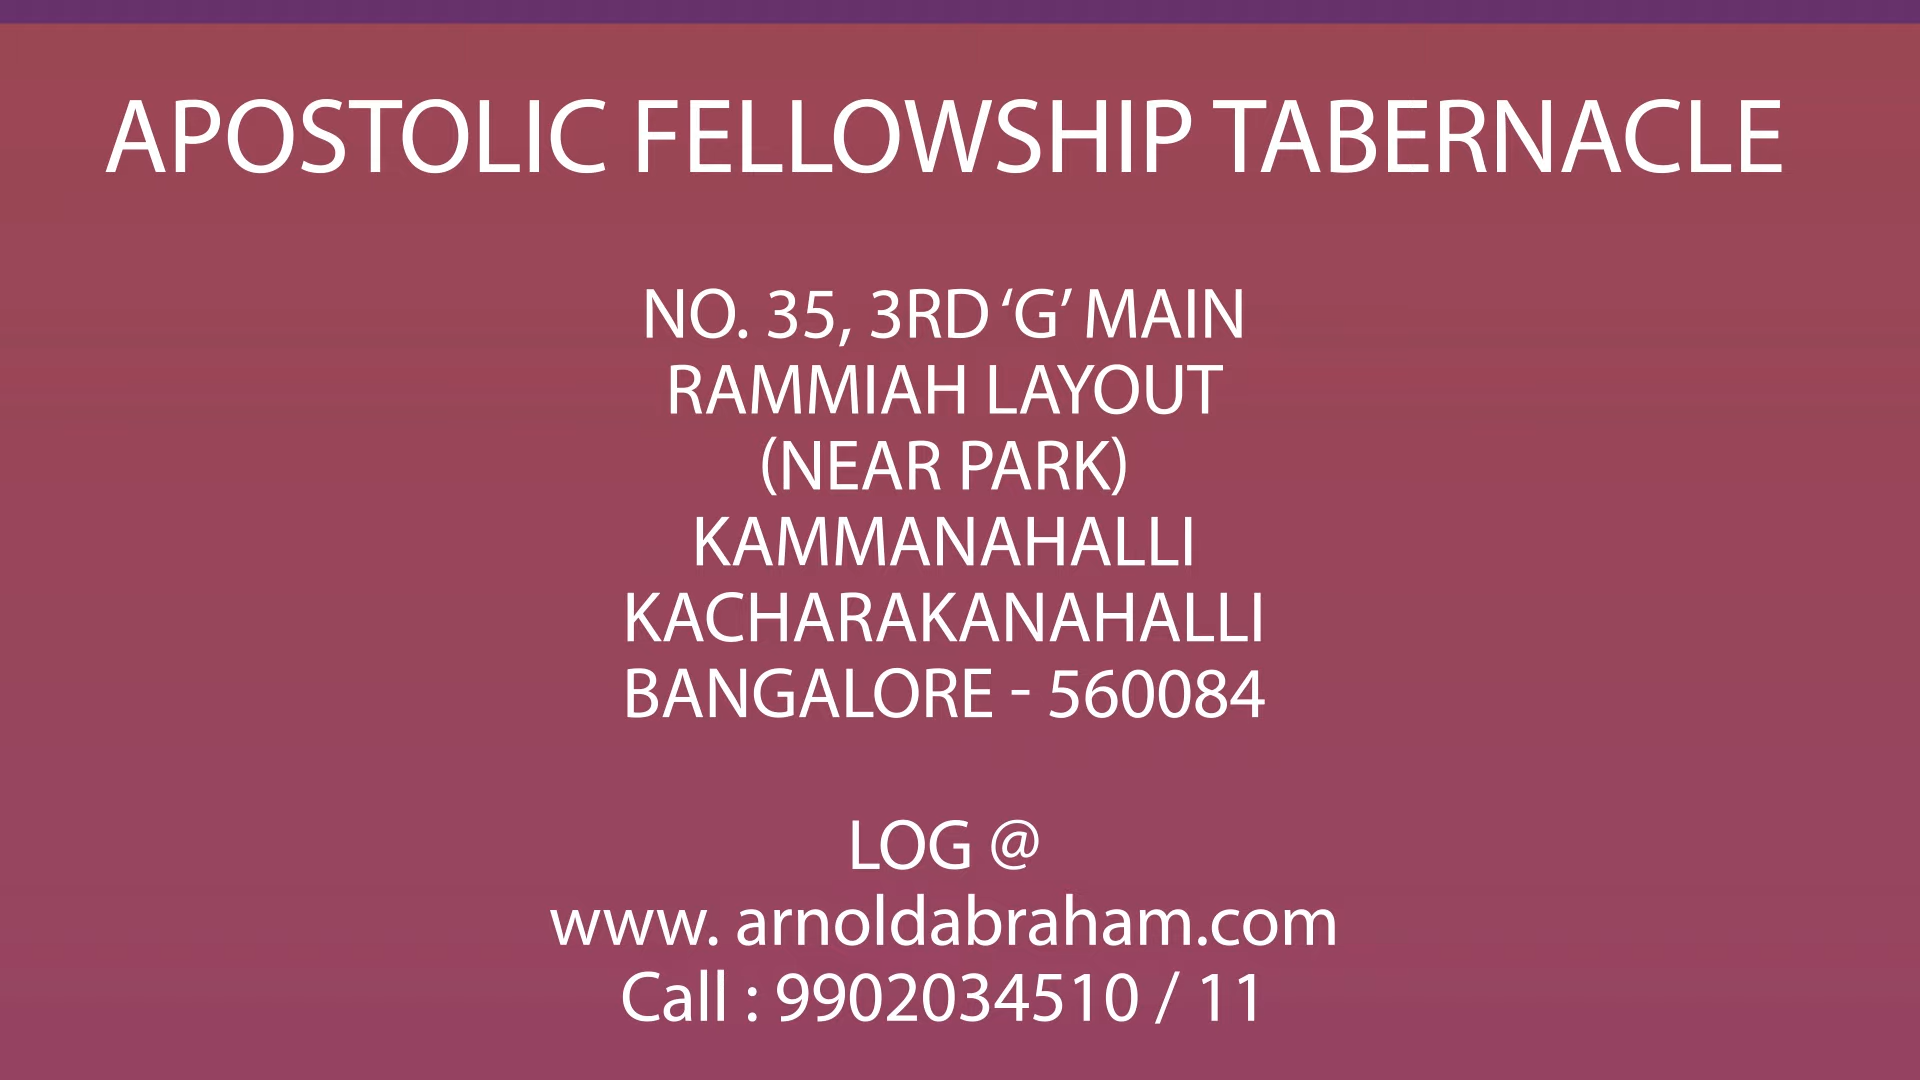 APOSTOLIC FELLOWSHIP TABERNACLE
NO. 35, 3RD ‘G’ MAIN
RAMMIAH LAYOUT
(NEAR PARK)
KAMMANAHALLI
KACHARAKANAHALLI
BANGALORE - 560084
LOG @
www. arnoldabraham.com
Call : 9902034510 / 11